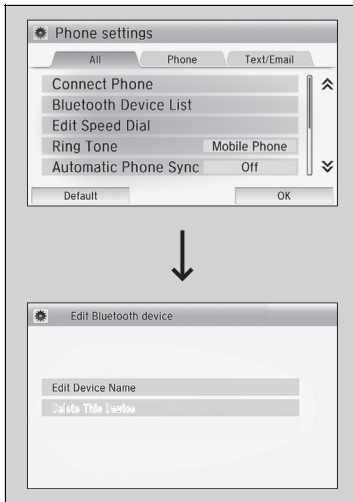 Phone settings
All Phone Text/Email
Connect Phone
Bluetooth Device List
Edit Speed Dial
Ring Tone Mobile Phone
Automatic Phone Sync Off
Default OK
Edit Bluetooth device
Edit Device Name
Delete This Device